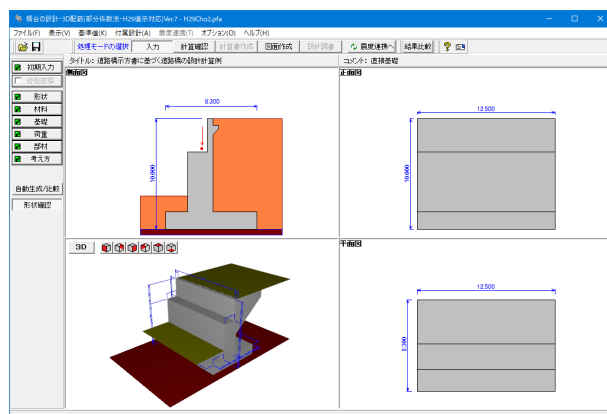 橋台の設計・3D配筋(部分係数法・H29道示対応)Ver.7 - H29Cho2.pfa
ファイル(F) 表示(V) 基準値(K) 付属設計(A) 震度連携(T) オプション(O) ヘルプ(H)
処理モードの選択 入力 計算確認 計算書作成 図面作成 設計調書 震度連携へ 結果比較
タイトル: 道路橋示方書に基づく道路橋の設計計算例 コメント: 直接基礎
初期入力
形状
材料
基礎
荷重
部材
考え方
自動生成/比較
形状確認
側面図
8.300
10.000
正面図
12.500
10.000
3D
平面図
12.500
8.300